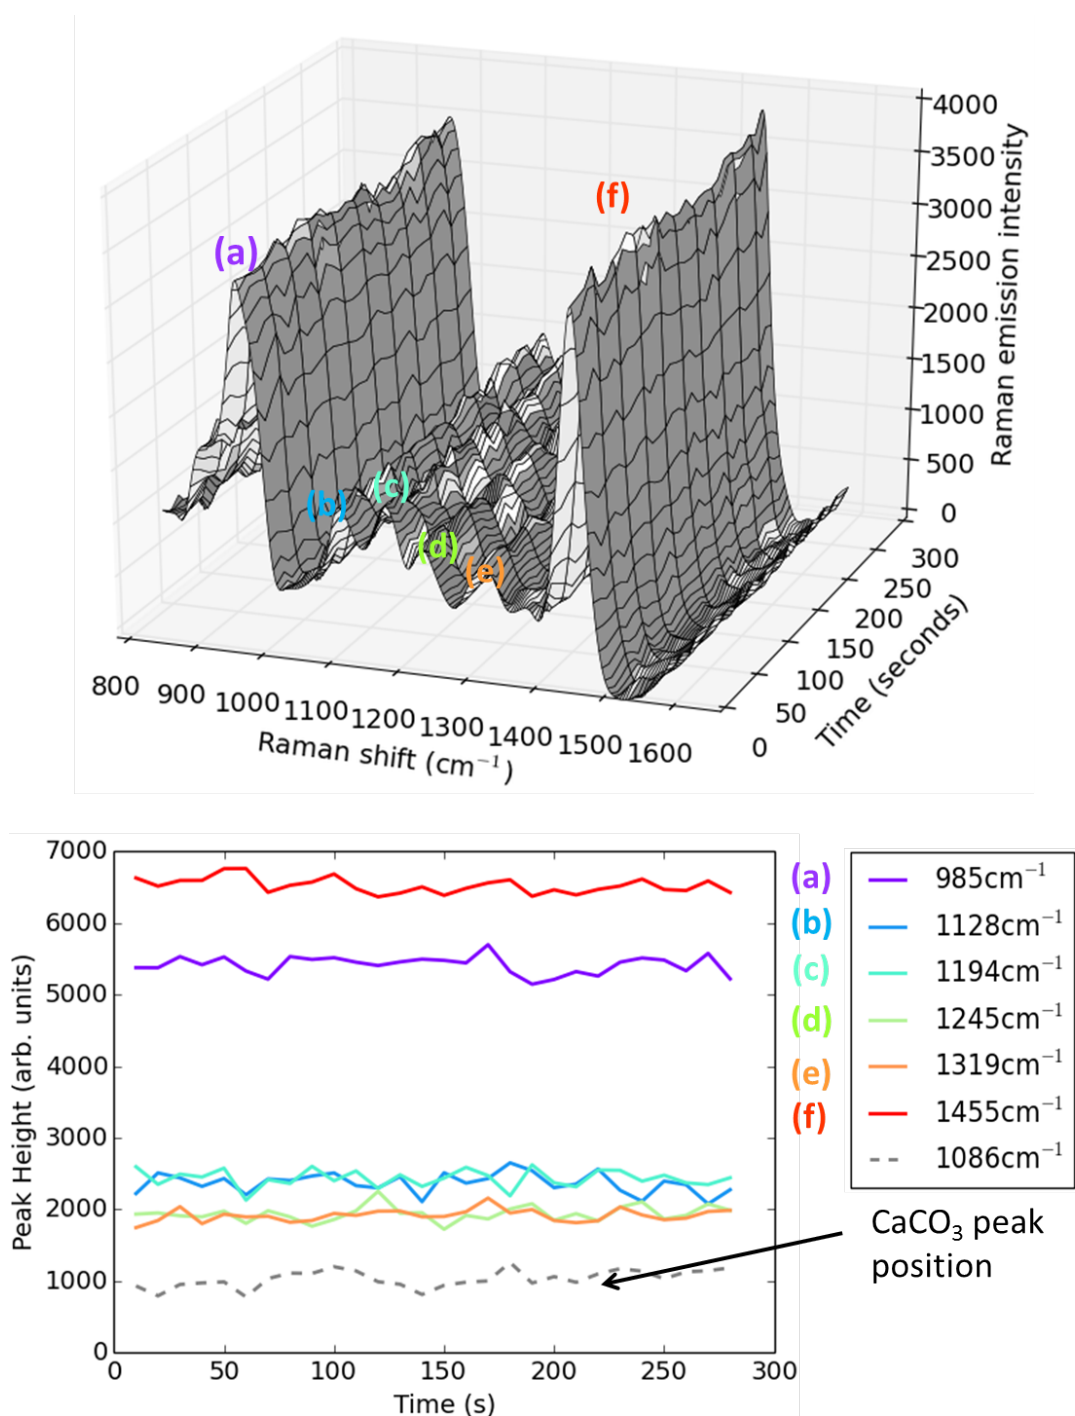 4000
3500
3000
2500
2000
1500
1000
500
0
Raman emission intensity
(a)
(f)
(b)
(c)
(d)
(e)
800
900
1000
1100
1200
1300
1400
1500
1600
Raman shift (cm⁻¹)
0
50
100
150
200
250
300
Time (seconds)
7000
6000
5000
4000
3000
2000
1000
0
Peak Height (arb. units)
0
50
100
150
200
250
300
Time (s)
(a) 985cm⁻¹
(b) 1128cm⁻¹
(c) 1194cm⁻¹
(d) 1245cm⁻¹
(e) 1319cm⁻¹
(f) 1455cm⁻¹
1086cm⁻¹
CaCO₃ peak
position